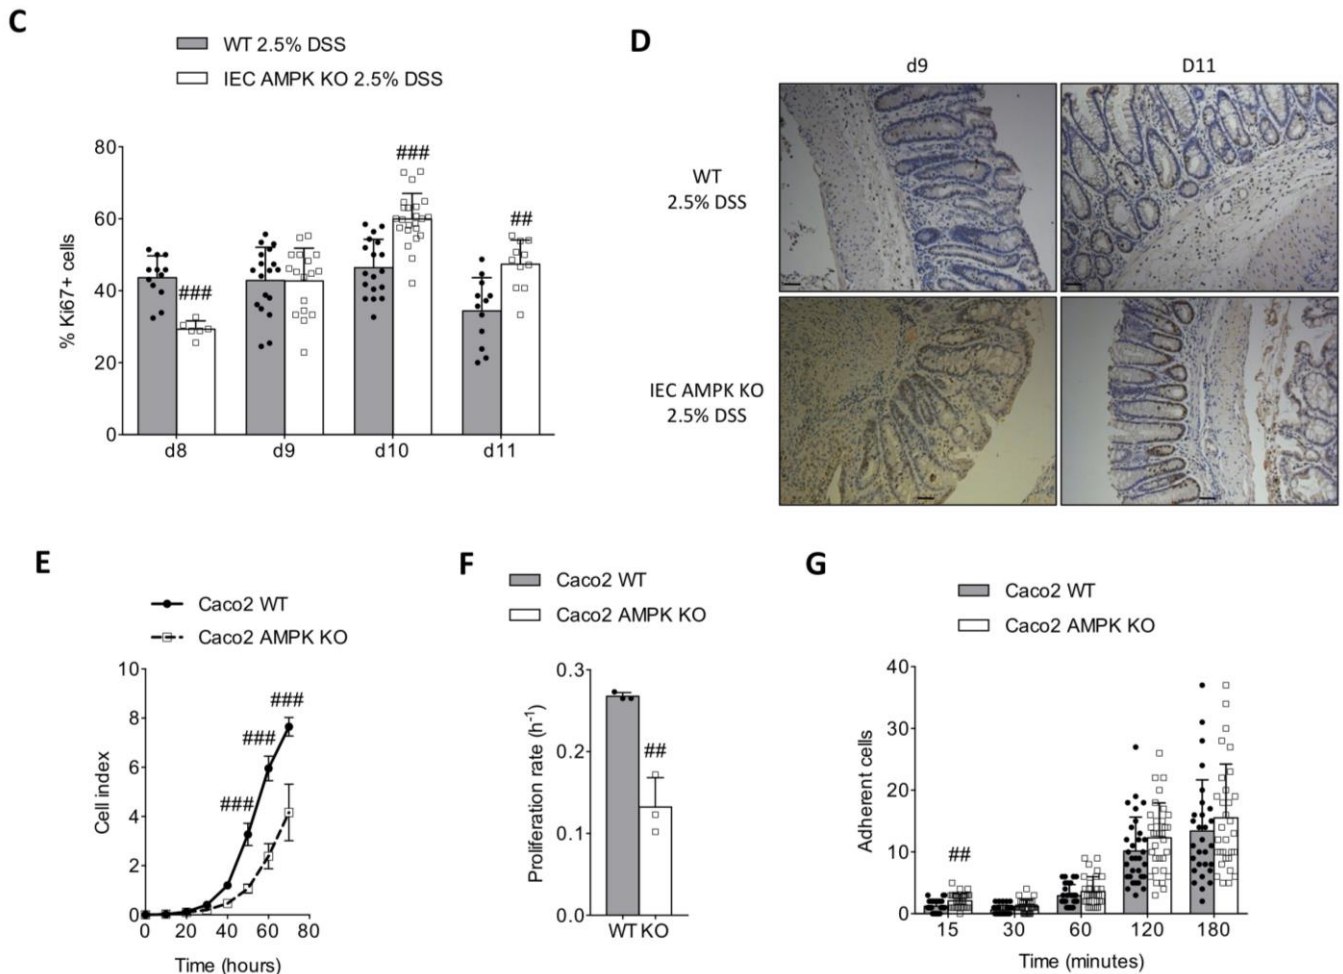 C
WT 2.5% DSS
IEC AMPK KO 2.5% DSS
% Ki67+ cells
80
60
40
20
0
###
###
##
d8
d9
d10
d11
D
d9
D11
WT
2.5% DSS
IEC AMPK KO
2.5% DSS
E
Caco2 WT
Caco2 AMPK KO
Cell index
10
8
6
4
2
0
###
###
###
0
20
40
60
80
Time (hours)
F
Caco2 WT
Caco2 AMPK KO
Proliferation rate (h-1)
0.3
0.2
0.1
0.0
##
WT KO
G
Caco2 WT
Caco2 AMPK KO
Adherent cells
40
30
20
10
0
##
15
30
60
120
180
Time (minutes)